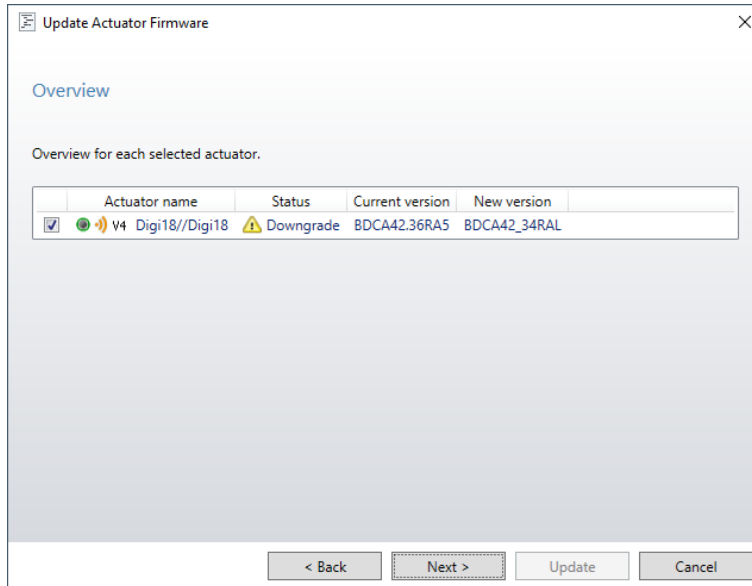 Update Actuator Firmware
Overview
Overview for each selected actuator.
Actuator name Status Current version New version
V4 Digi18//Digi18 Downgrade BDCA42.36RA5 BDCA42_34RAL
< Back Next > Update Cancel